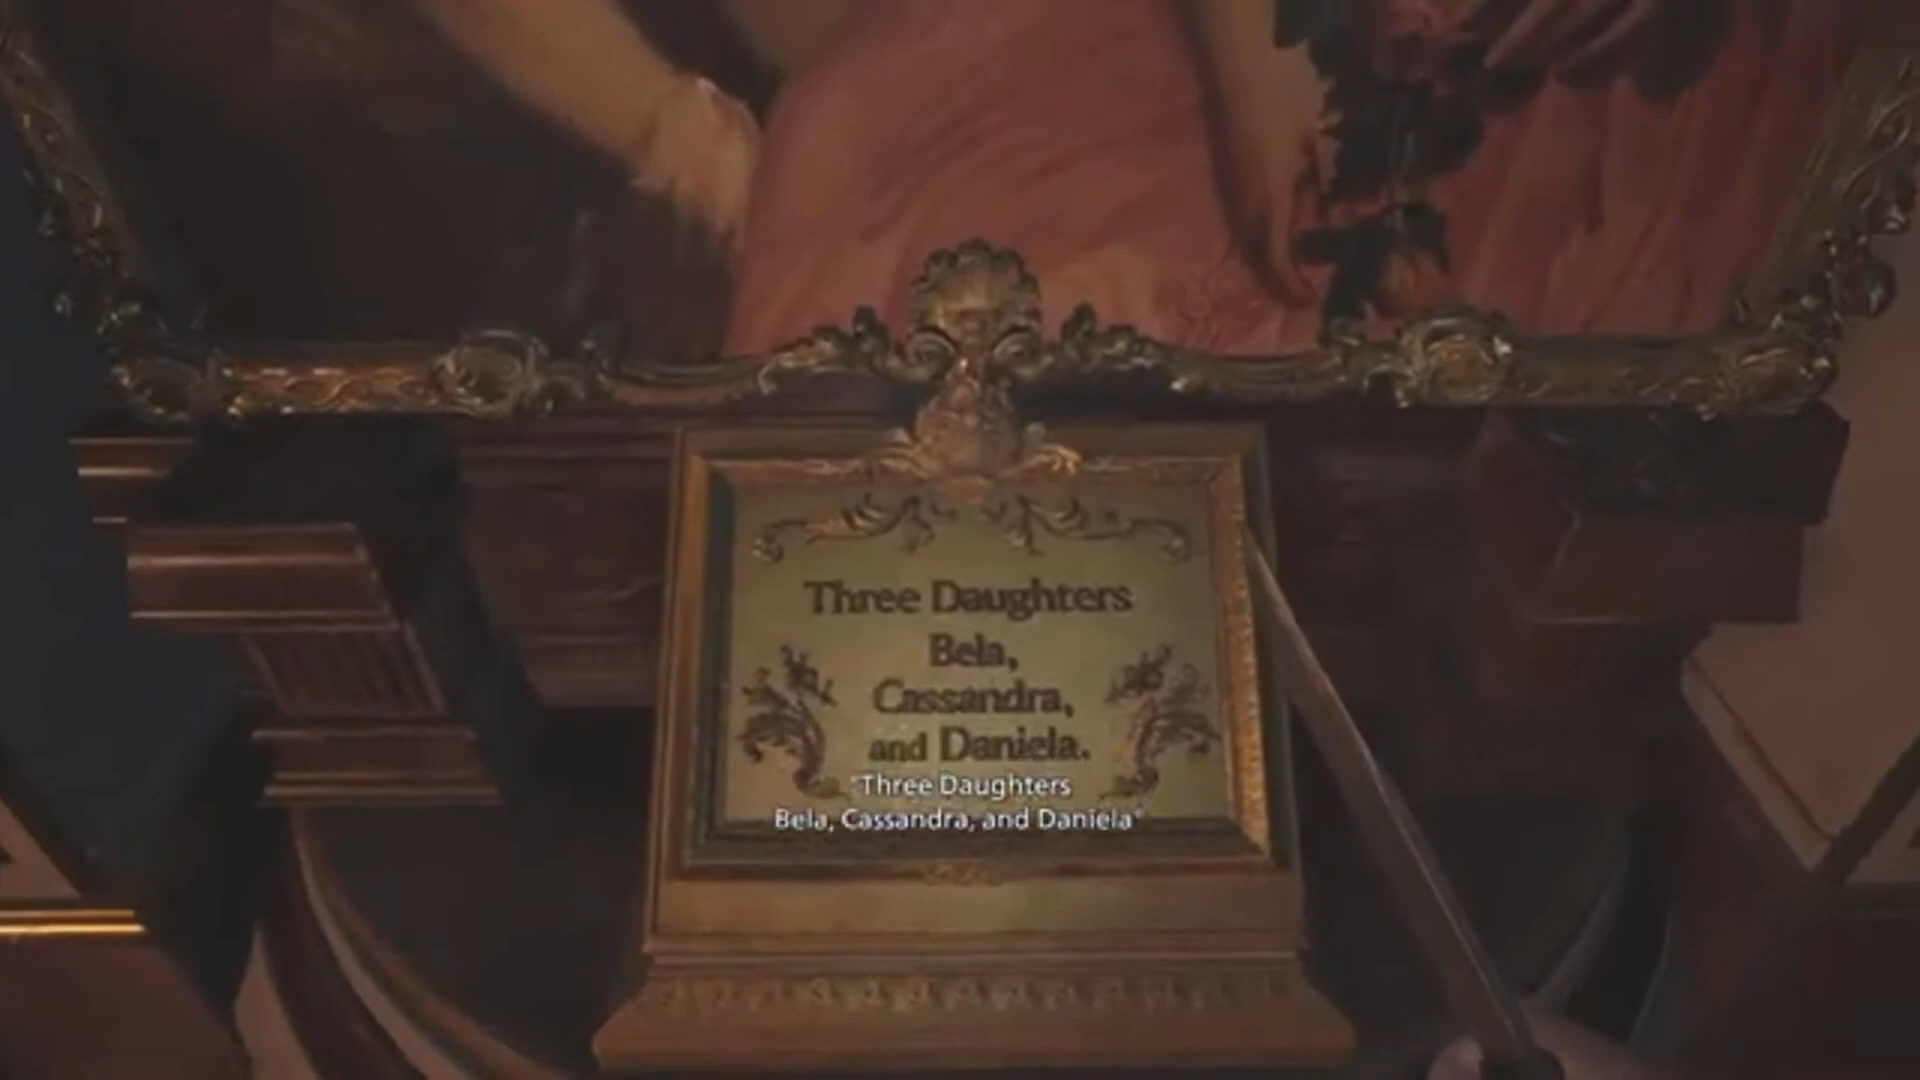 Three Daughters
Bela,
Cassandra,
and Daniela.
"Three Daughters
Bela, Cassandra, and Daniela"